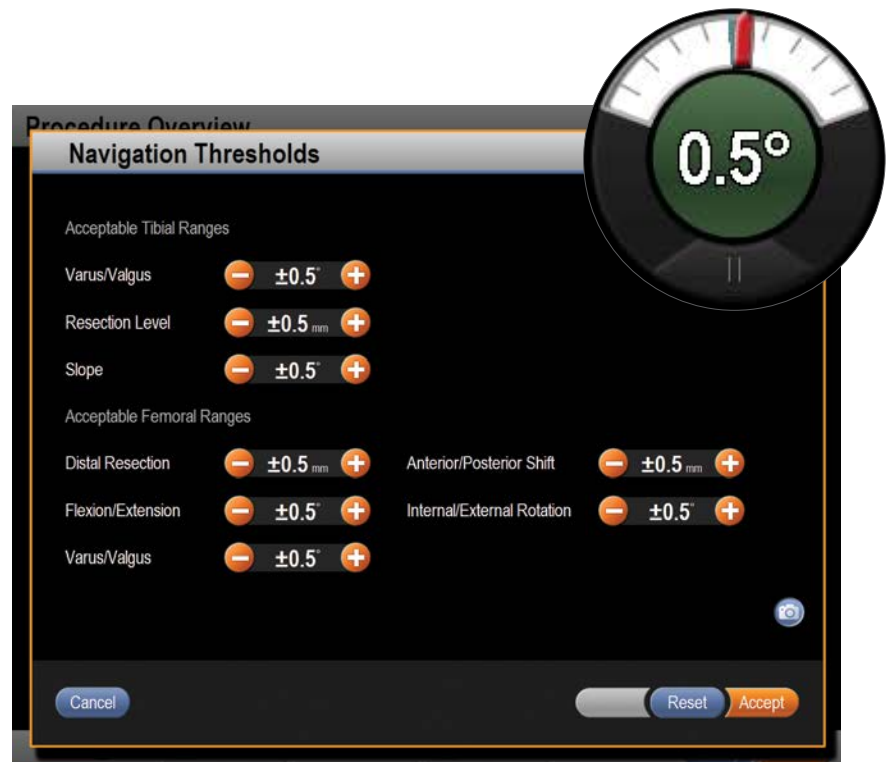 Procedure Overview
0.5°
Navigation Thresholds
Acceptable Tibial Ranges
Varus/Valgus ±0.5°
Resection Level ±0.5 mm
Slope ±0.5°
Acceptable Femoral Ranges
Distal Resection ±0.5 mm Anterior/Posterior Shift ±0.5 mm
Flexion/Extension ±0.5° Internal/External Rotation ±0.5°
Varus/Valgus ±0.5°
Cancel Reset Accept